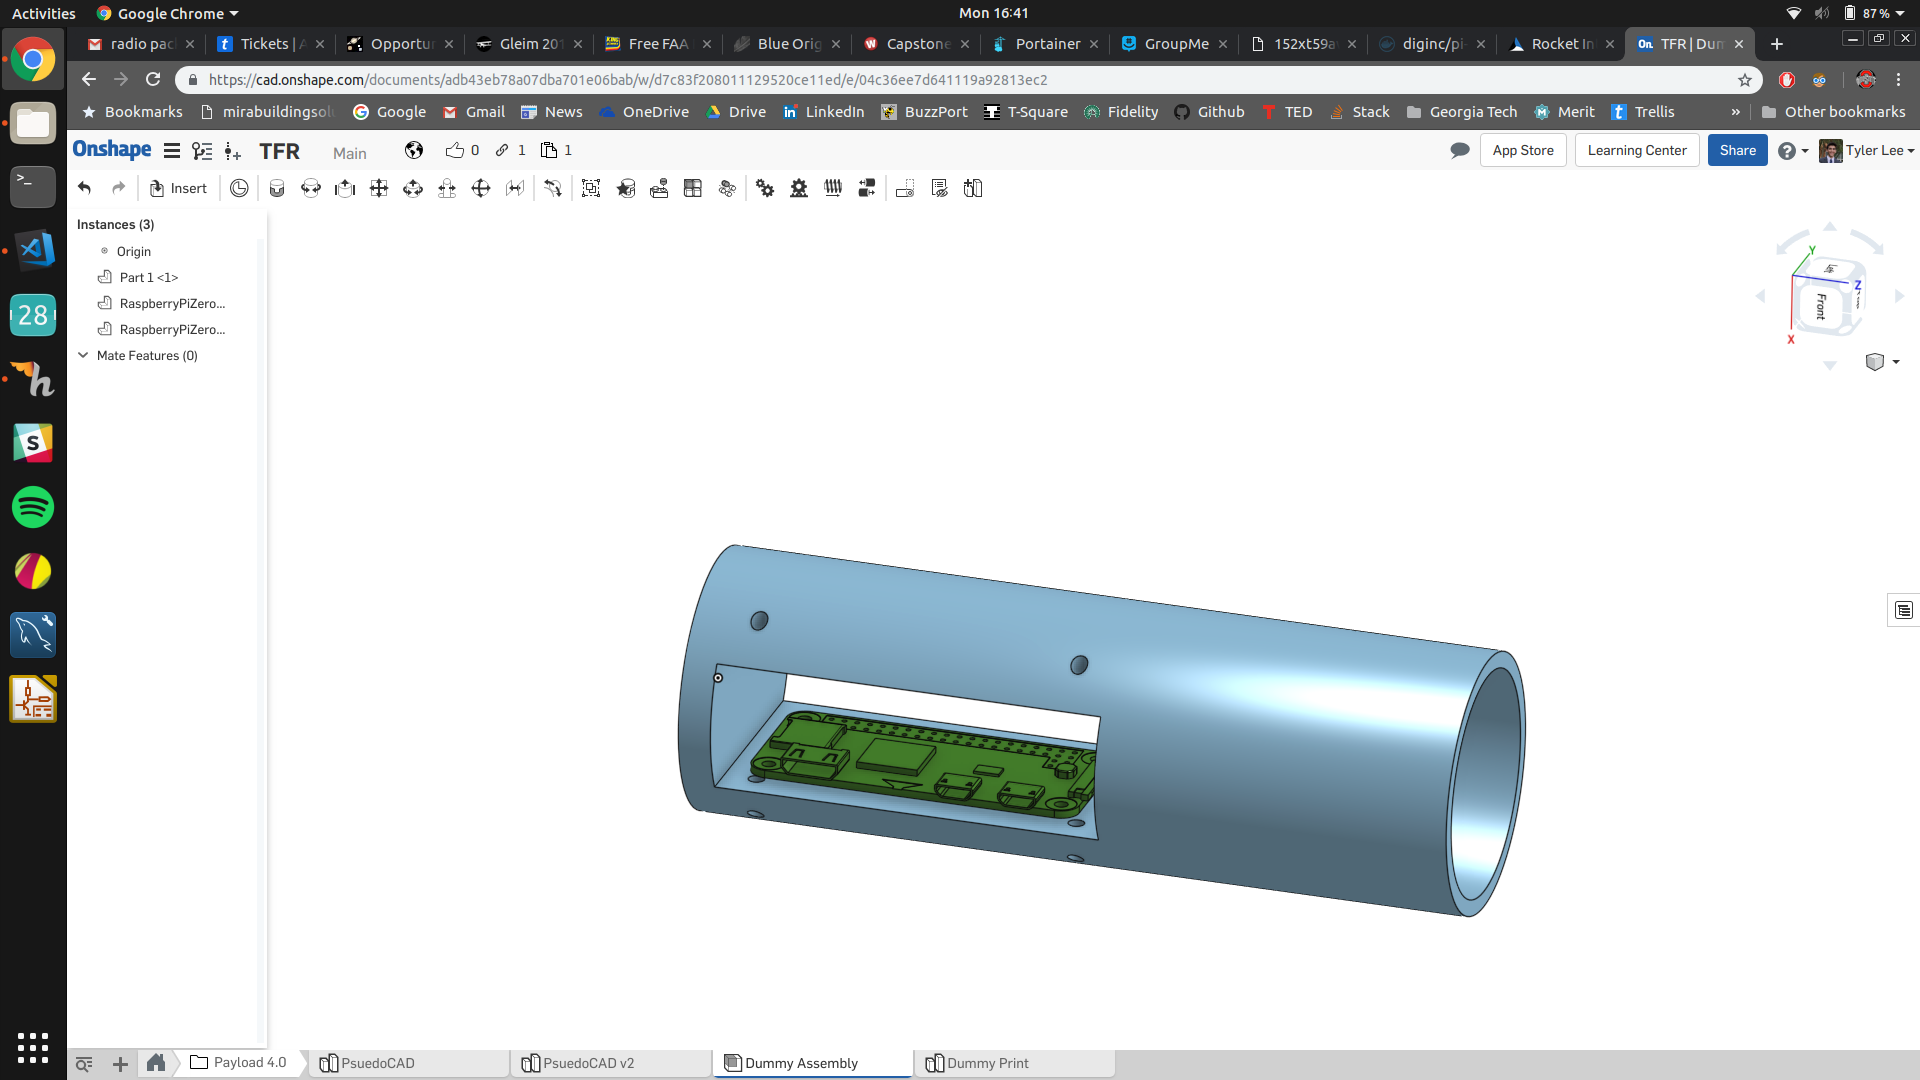 Activities Google Chrome Mon 16:41 87%
radio pac Tickets | A Opportu Gleim 201 Free FAA Blue Orig Capstone Portainer GroupMe 152xt59a diginc/pi- Rocket In TFR | Dum
https://cad.onshape.com/documents/adb43eb78a07dba701e06bab/w/d7c83f208011129520ce11ed/e/04c36ee7d641119a92813ec2
Bookmarks mirabuildingsolu Google Gmail News OneDrive Drive LinkedIn BuzzPort T-Square Fidelity Github TED Stack Georgia Tech Merit Trellis » Other bookmarks
Onshape TFR Main 0 1 1 App Store Learning Center Share Tyler Lee
Insert
Instances (3)
Origin
Part 1 <1>
RaspberryPiZero...
RaspberryPiZero...
Mate Features (0)
Y
Z
Front
X
28
Payload 4.0 PsuedoCAD PsuedoCAD v2 Dummy Assembly Dummy Print